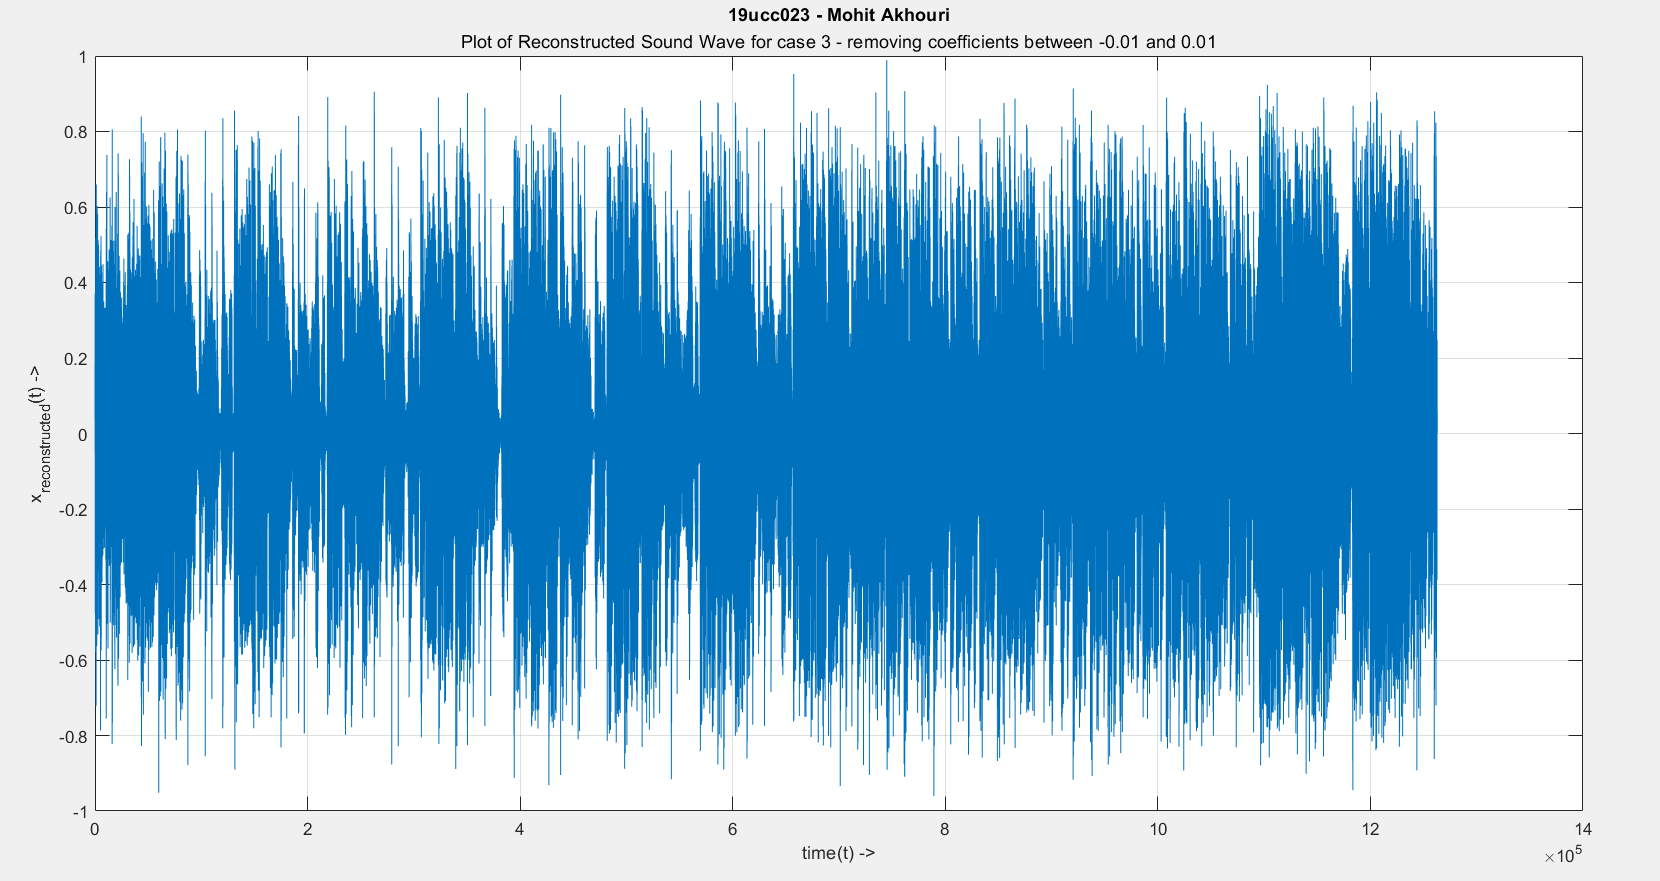 19ucc023 - Mohit Akhouri
Plot of Reconstructed Sound Wave for case 3 - removing coefficients between -0.01 and 0.01
1
0.8
0.6
0.4
0.2
0
-0.2
-0.4
-0.6
-0.8
-1
x_reconstructed(t) ->
0 2 4 6 8 10 12 14
×10^5
time(t) ->